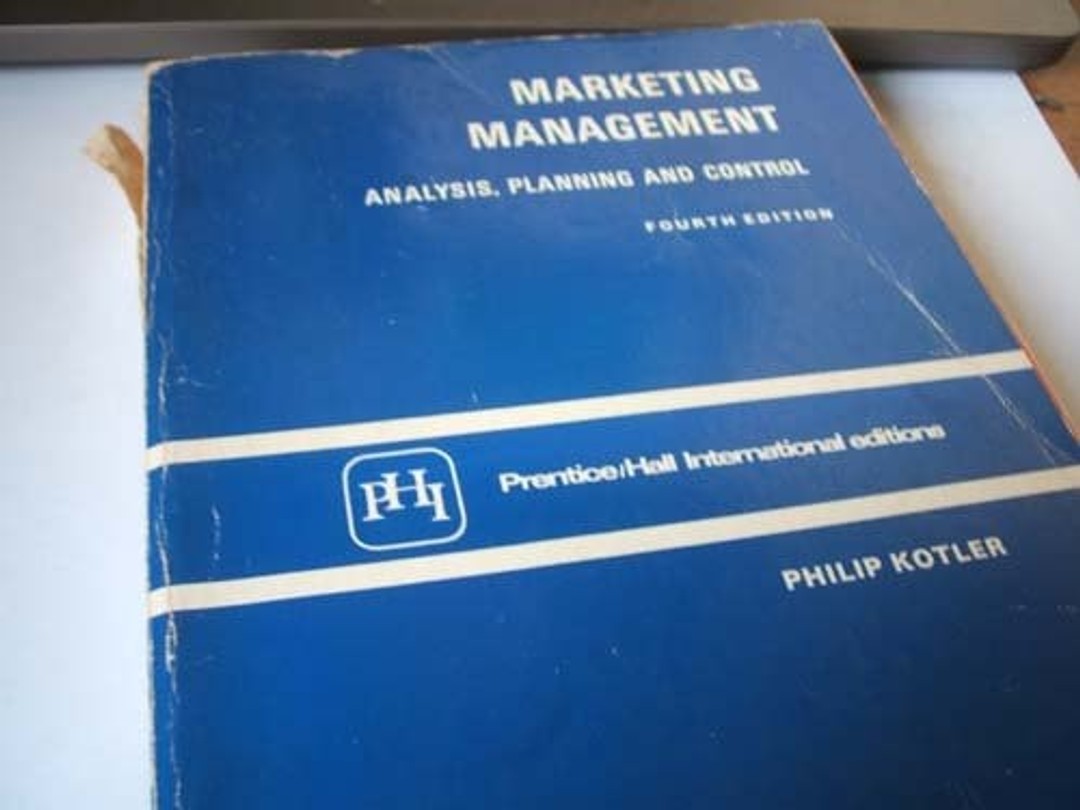 MARKETING
MANAGEMENT
ANALYSIS, PLANNING AND CONTROL
FOURTH EDITION
PHI
Prentice/Hall International editions
PHILIP KOTLER